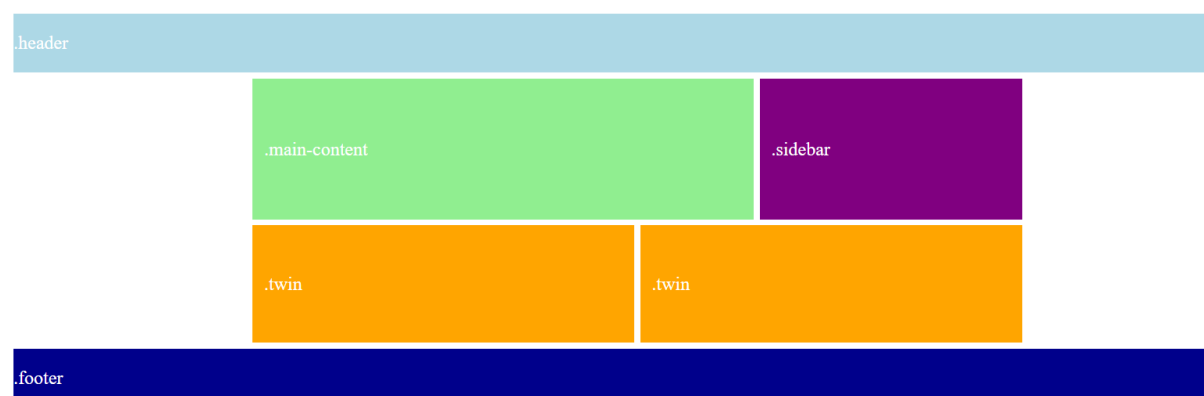 .header
.main-content
.sidebar
.twin
.twin
.footer